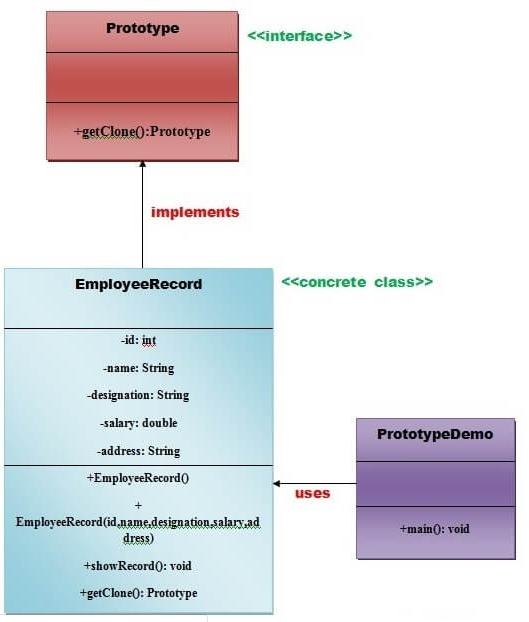 Prototype
<<interface>>
+getClone():Prototype
implements
EmployeeRecord
<<concrete class>>
-id: int
-name: String
-designation: String
-salary: double
-address: String
+EmployeeRecord()
+
EmployeeRecord(id,name,designation,salary,ad
dress)
+showRecord(): void
+getClone(): Prototype
uses
PrototypeDemo
+main(): void